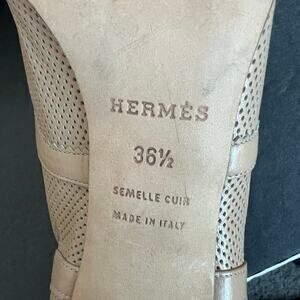 HERMÈS
36½
SEMELLE CUIR
MADE IN ITALY